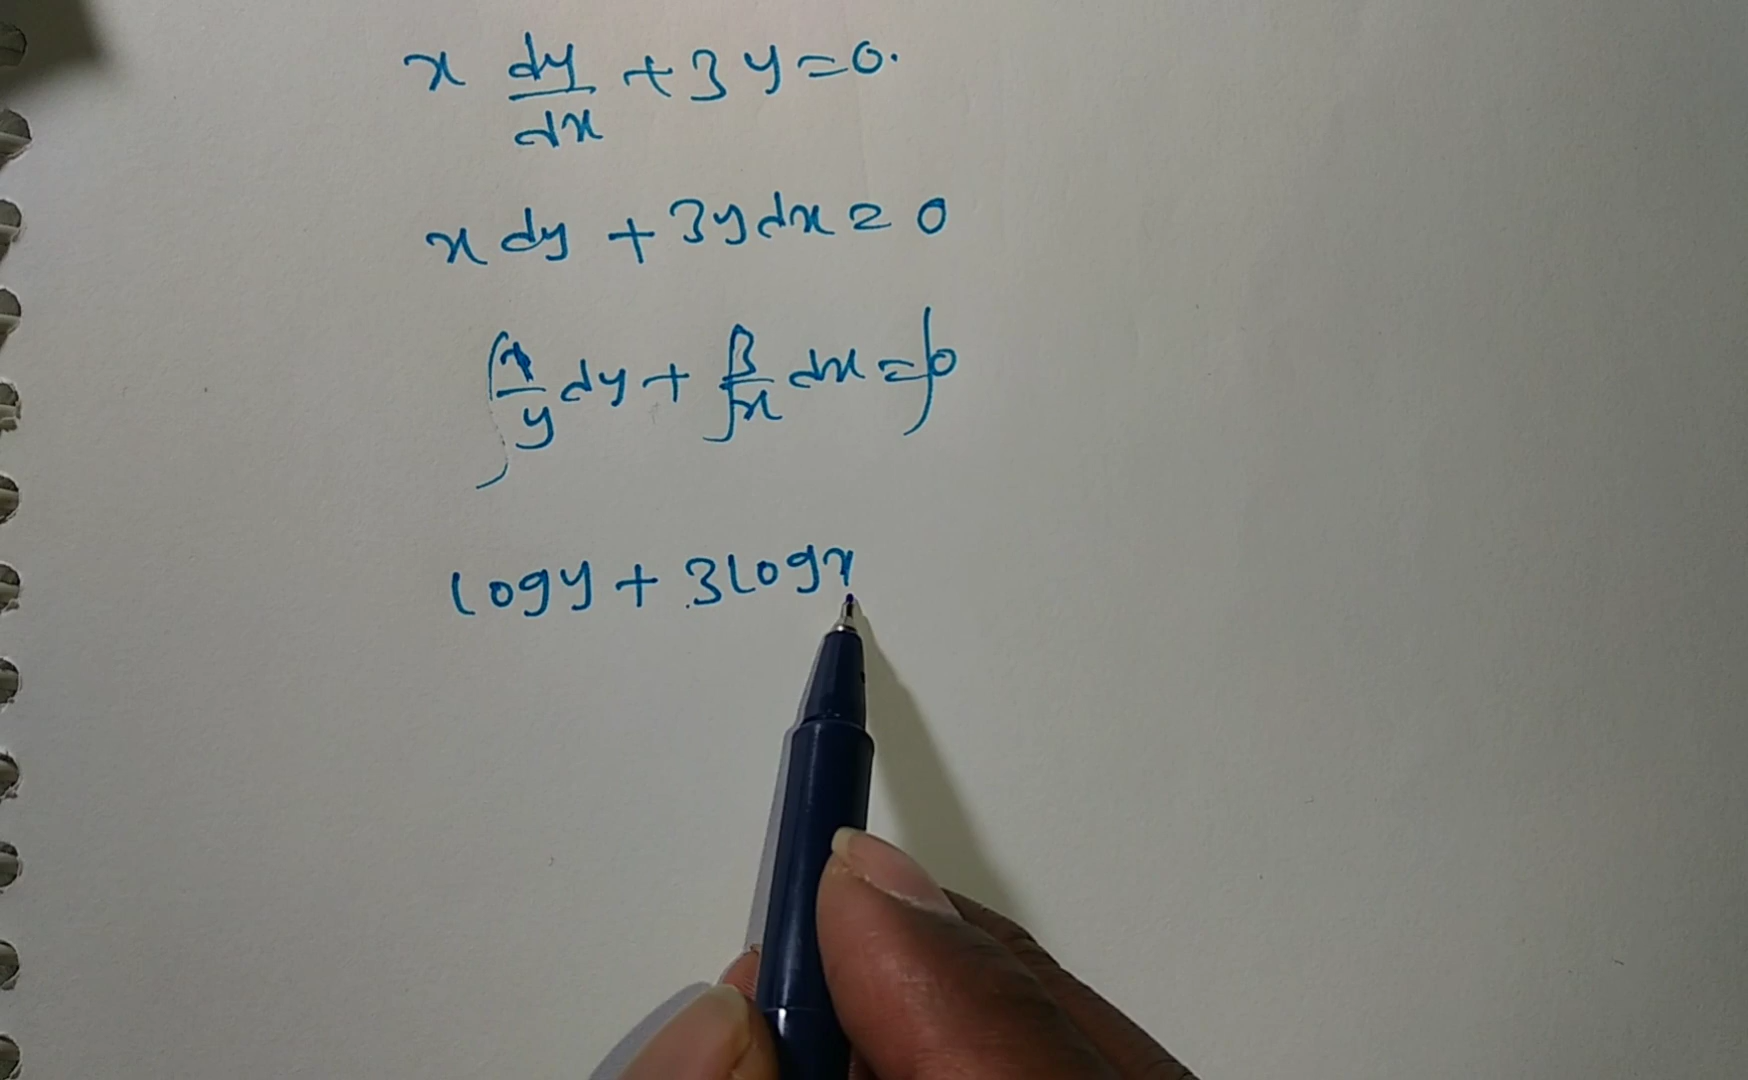 x dy/dx + 3y = 0.
x dy + 3y dx = 0
∫ 1/y dy + ∫ 3/x dx = ∫ 0
log y + 3 log x